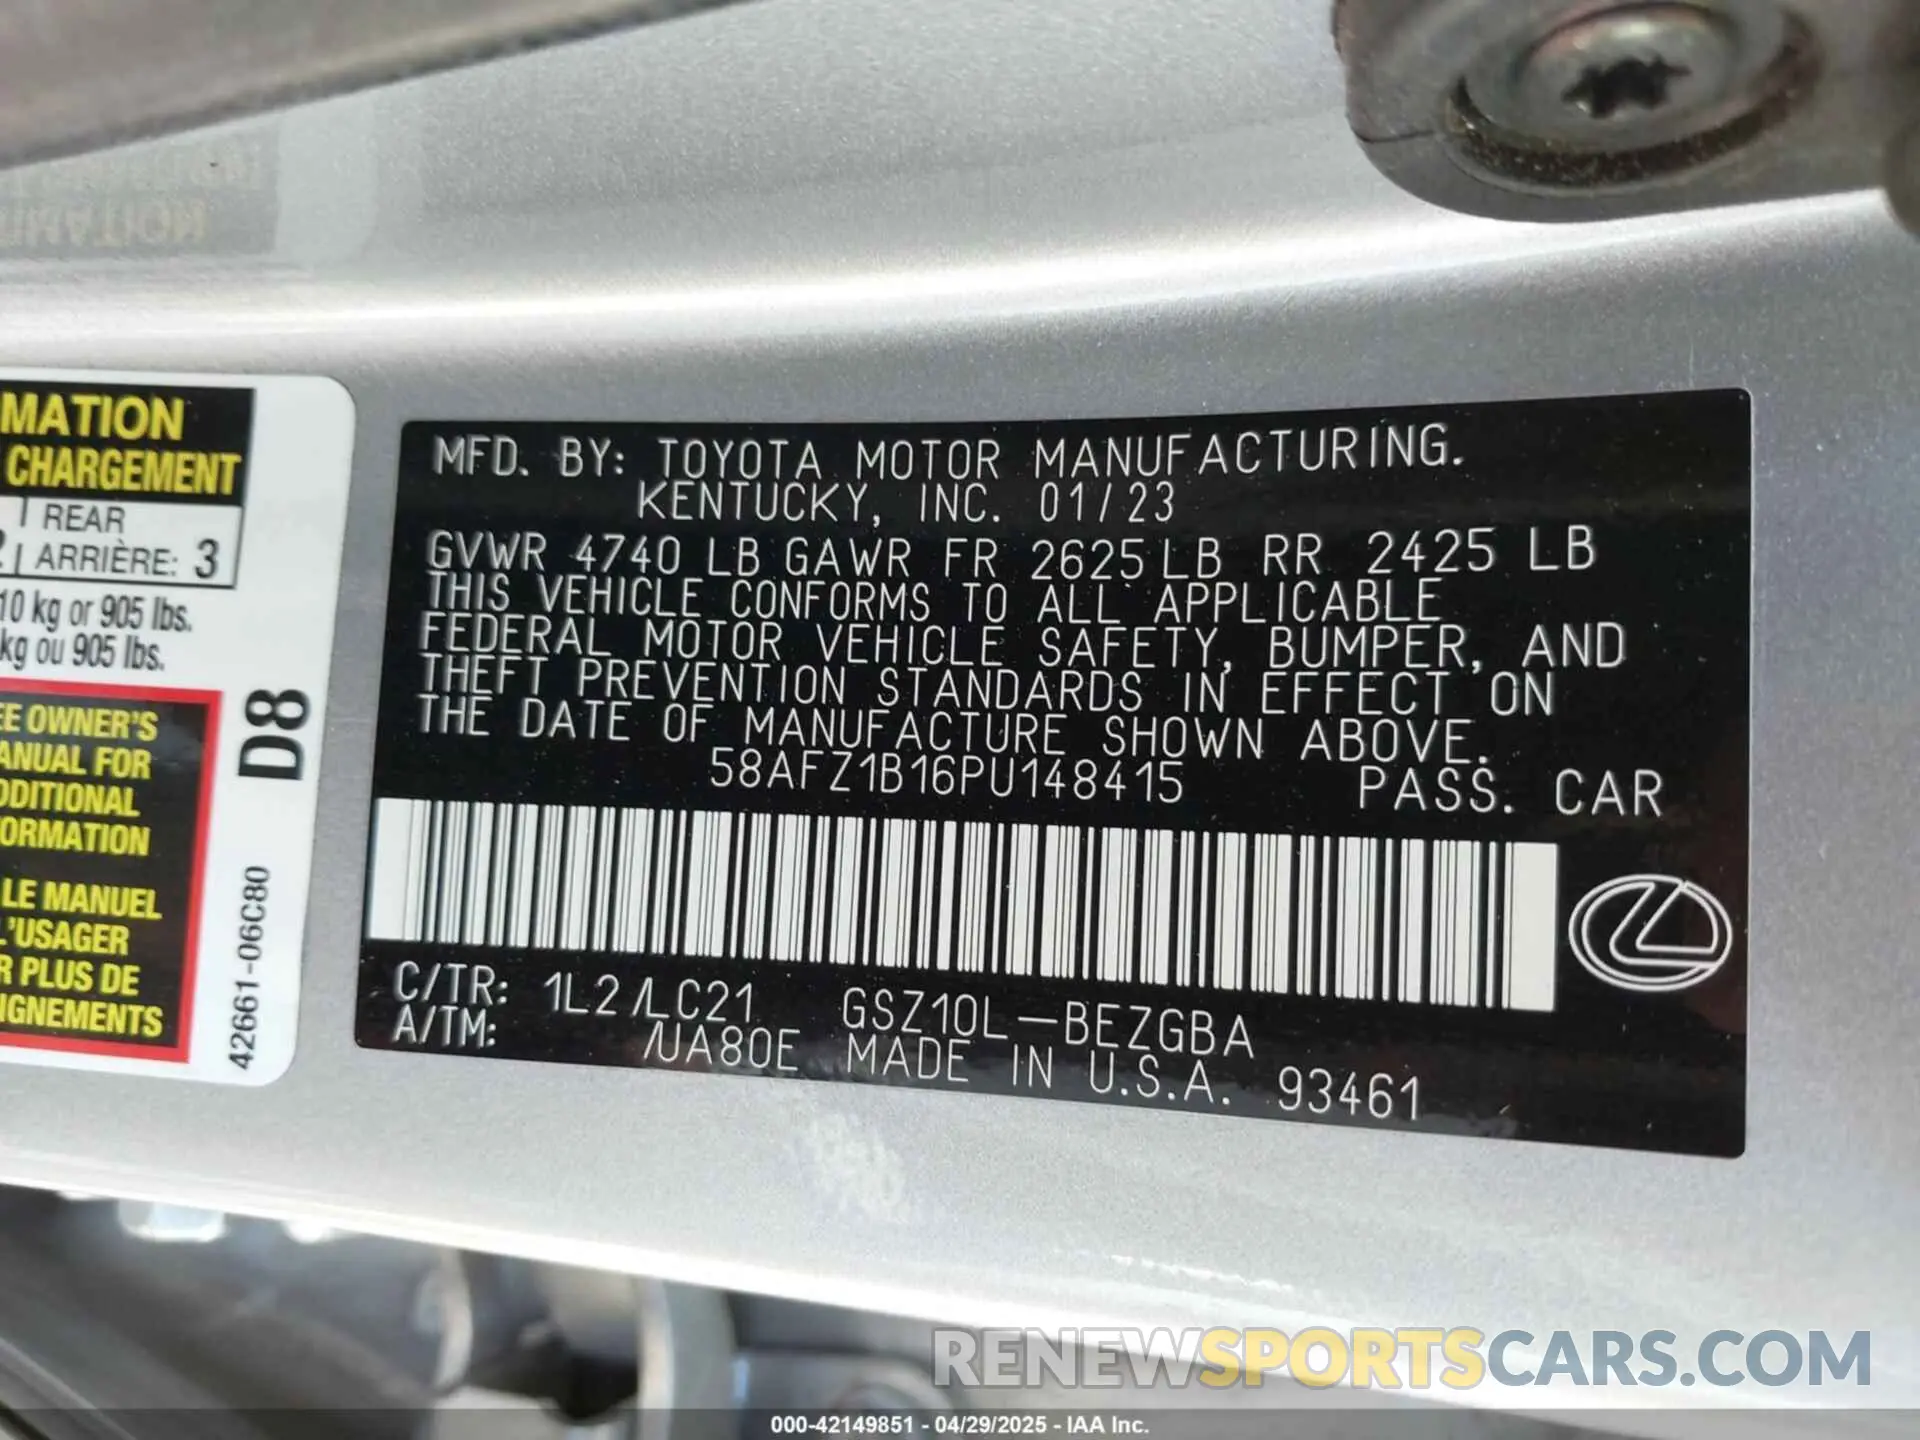 MATION
CHARGEMENT
REAR
ARRIÈRE: 3
10 kg or 905 lbs.
kg ou 905 lbs.
EE OWNER'S
ANUAL FOR
DDITIONAL
FORMATION
LE MANUEL
L'USAGER
R PLUS DE
IGNEMENTS
D8
42661-06C80
MFD. BY: TOYOTA MOTOR MANUFACTURING.
KENTUCKY, INC. 01/23
GVWR 4740 LB GAWR FR 2625 LB RR 2425 LB
THIS VEHICLE CONFORMS TO ALL APPLICABLE
FEDERAL MOTOR VEHICLE SAFETY, BUMPER, AND
THEFT PREVENTION STANDARDS IN EFFECT ON
THE DATE OF MANUFACTURE SHOWN ABOVE.
58AFZ1B16PU148415 PASS. CAR
C/TR: 1L2/LC21 GSZ10L-BEZGBA
A/TM: /UA80E MADE IN U.S.A. 93461
RENEWSPORTSCARS.COM
000-42149851 - 04/29/2025 - IAA Inc.